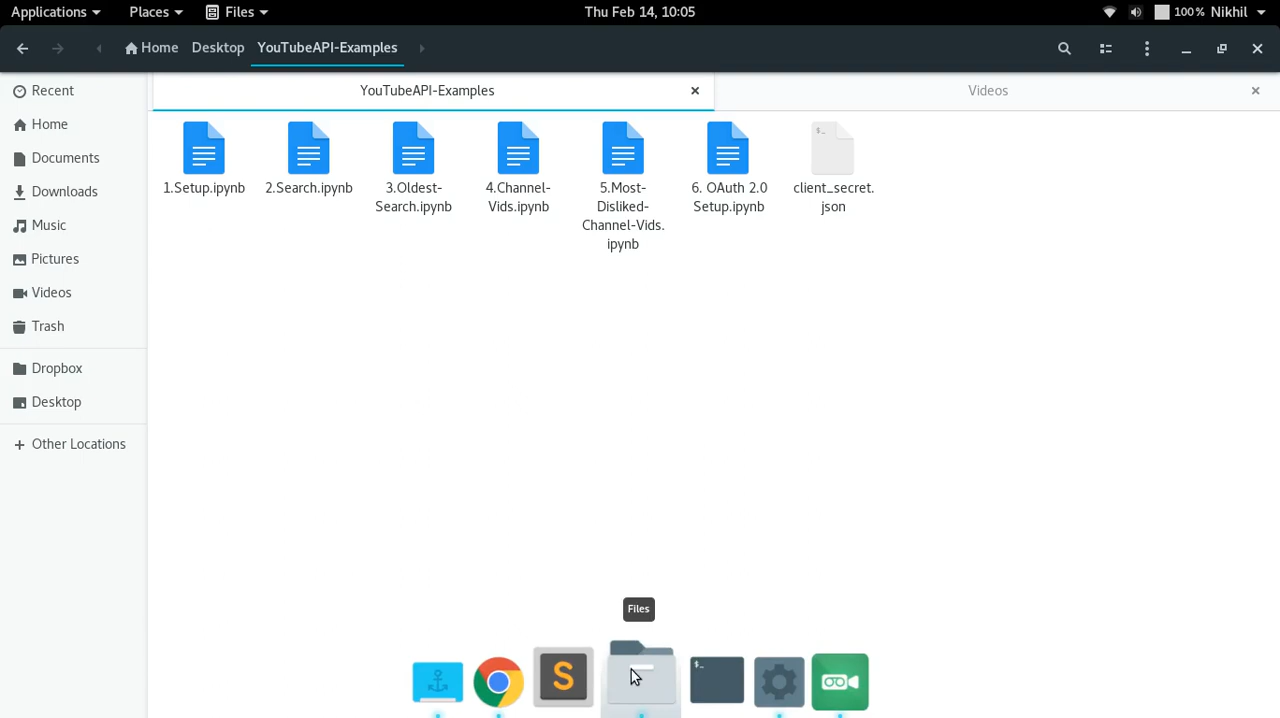 Applications Places Files Thu Feb 14, 10:05 100% Nikhil
Home Desktop YouTubeAPI-Examples
YouTubeAPI-Examples Videos
Recent
Home
Documents
Downloads
Music
Pictures
Videos
Trash
Dropbox
Desktop
Other Locations
1.Setup.ipynb
2.Search.ipynb
3.Oldest-
Search.ipynb
4.Channel-
Vids.ipynb
5.Most-
Disliked-
Channel-Vids.
ipynb
6. OAuth 2.0
Setup.ipynb
$_
client_secret.
json
Files
S
$_